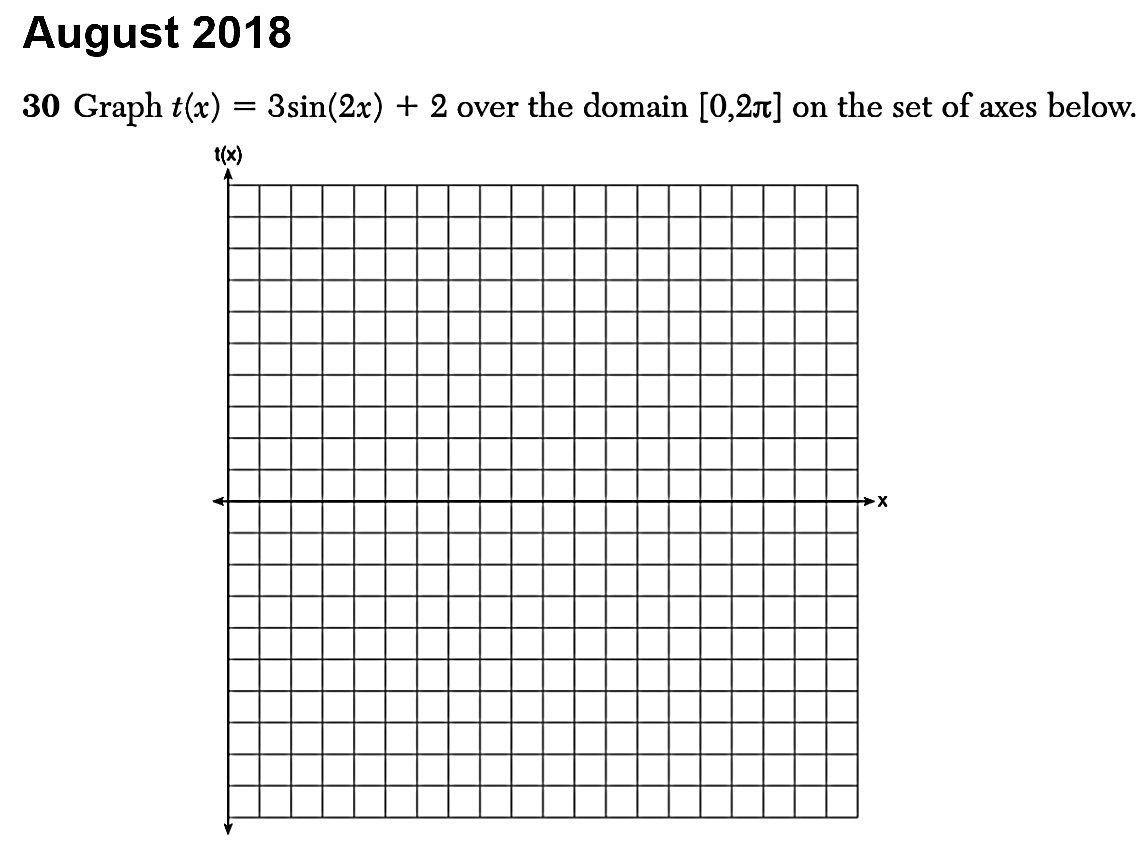 August 2018
30 Graph t(x) = 3sin(2x) + 2 over the domain [0,2π] on the set of axes below.
t(x)
x